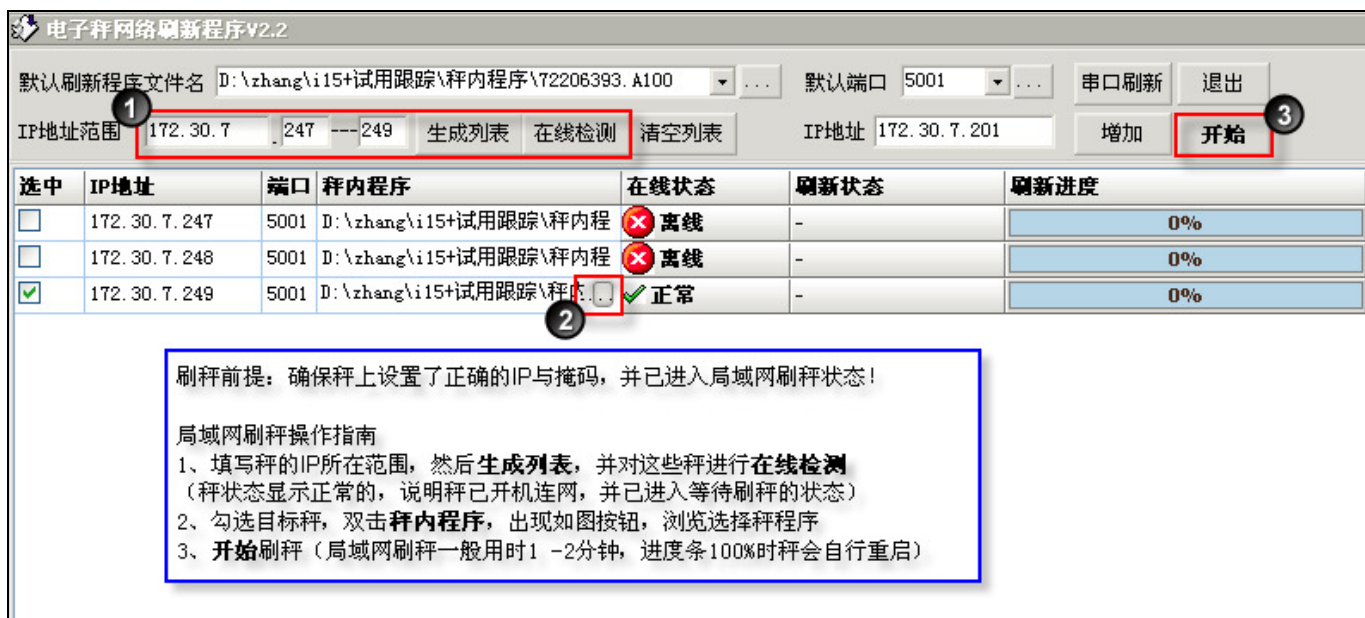 电子秤网络刷新程序V2.2
默认刷新程序文件名 D:\zhang\i15+试用跟踪\秤内程序\72206393.A100 ... 默认端口 5001 ... 串口刷新 退出
1 3
IP地址范围 172.30.7 . 247 --- 249 生成列表 在线检测 清空列表 IP地址 172.30.7.201 增加 开始
选中 IP地址 端口 秤内程序 在线状态 刷新状态 刷新进度
172.30.7.247 5001 D:\zhang\i15+试用跟踪\秤内程 离线 - 0%
172.30.7.248 5001 D:\zhang\i15+试用跟踪\秤内程 离线 - 0%
172.30.7.249 5001 D:\zhang\i15+试用跟踪\秤内... 正常 - 0%
2
刷秤前提：确保秤上设置了正确的IP与掩码，并已进入局域网刷秤状态！
局域网刷秤操作指南
1、填写秤的IP所在范围，然后生成列表，并对这些秤进行在线检测
（秤状态显示正常的，说明秤已开机连网，并已进入等待刷秤的状态）
2、勾选目标秤，双击秤内程序，出现如图按钮，浏览选择秤程序
3、开始刷秤（局域网刷秤一般用时1 -2分钟，进度条100%时秤会自行重启）